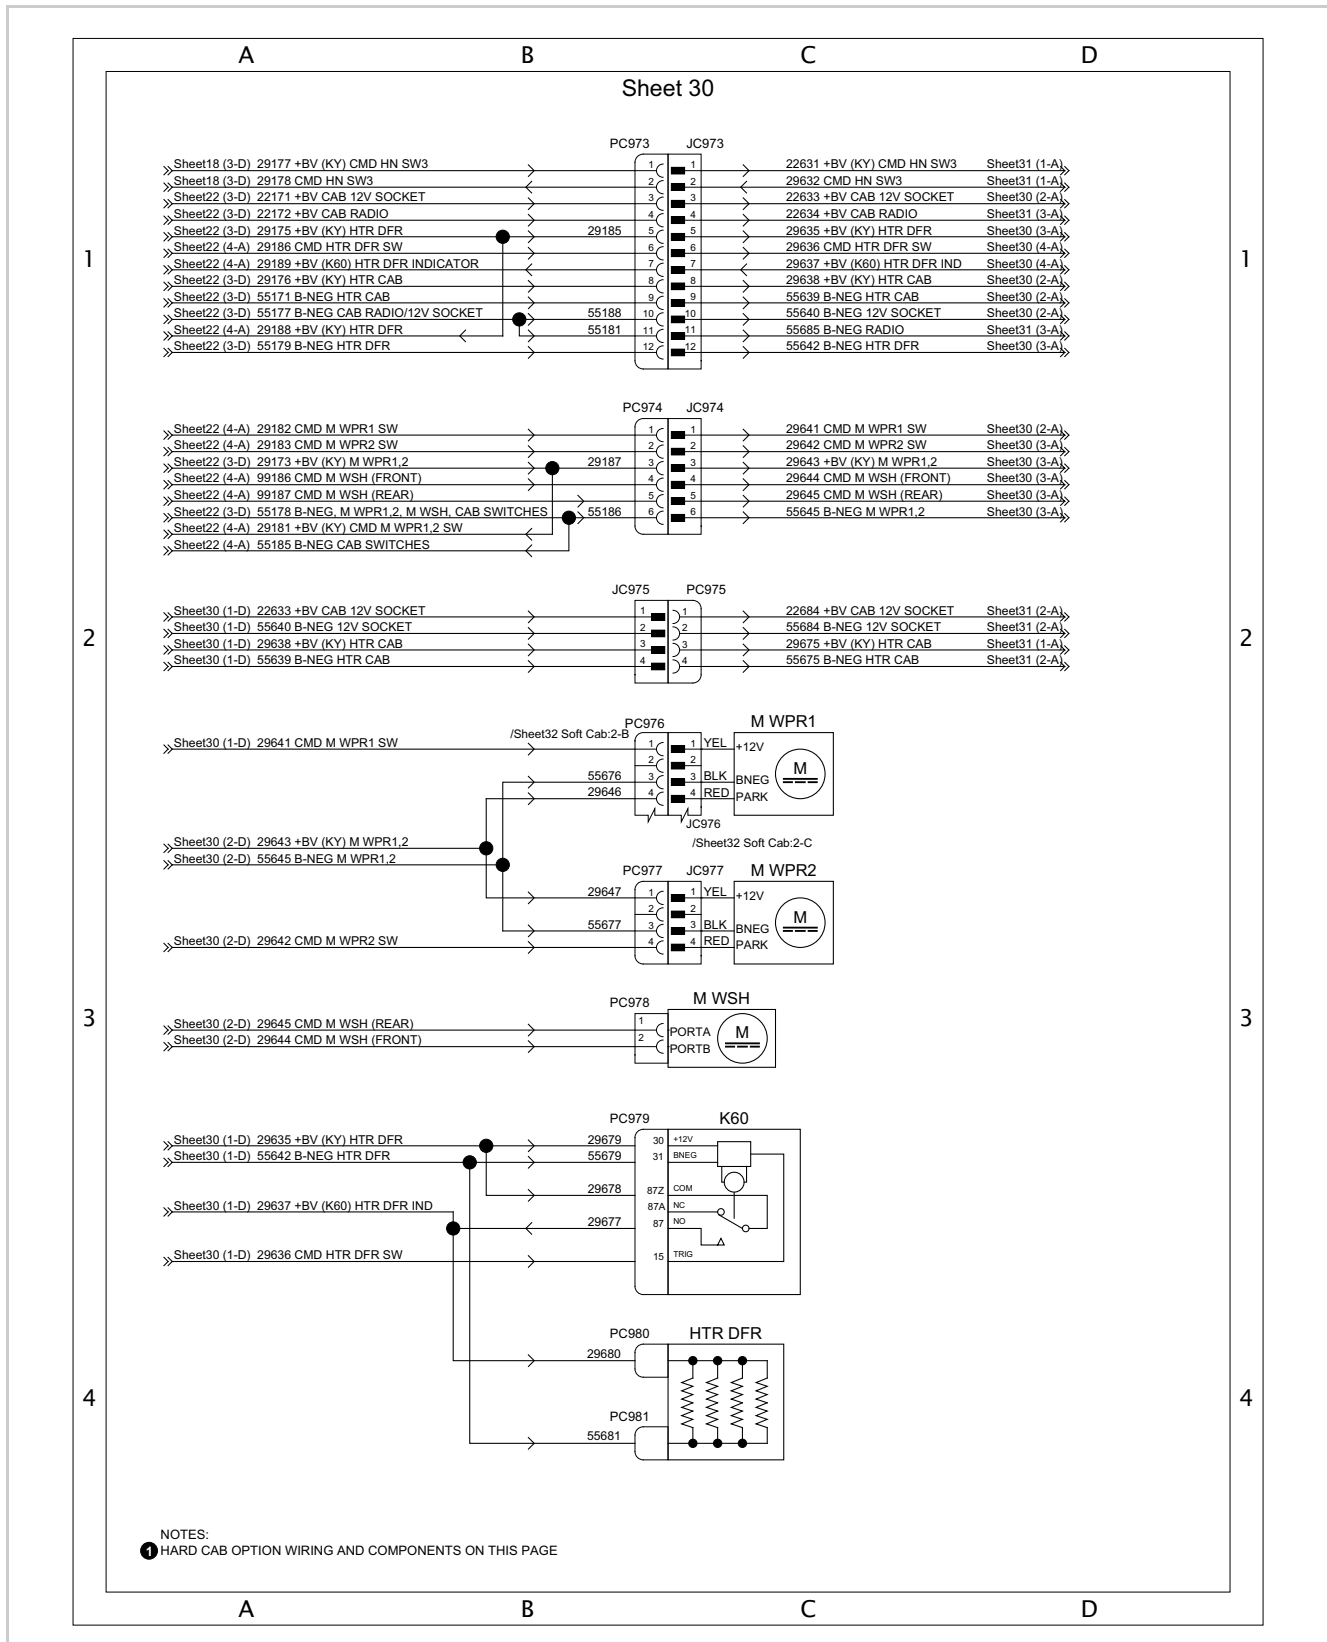 A B C D
Sheet 30
PC973 JC973
Sheet18 (3-D) 29177 +BV (KY) CMD HN SW3 1 1 22631 +BV (KY) CMD HN SW3 Sheet31 (1-A)
Sheet18 (3-D) 29178 CMD HN SW3 2 2 29632 CMD HN SW3 Sheet31 (1-A)
Sheet22 (3-D) 22171 +BV CAB 12V SOCKET 3 3 22633 +BV CAB 12V SOCKET Sheet30 (2-A)
Sheet22 (3-D) 22172 +BV CAB RADIO 4 4 22634 +BV CAB RADIO Sheet31 (3-A)
Sheet22 (3-D) 29175 +BV (KY) HTR DFR 29185 5 5 29635 +BV (KY) HTR DFR Sheet30 (3-A)
Sheet22 (4-A) 29186 CMD HTR DFR SW 6 6 29636 CMD HTR DFR SW Sheet30 (4-A)
1 Sheet22 (4-A) 29189 +BV (K60) HTR DFR INDICATOR 7 7 29637 +BV (K60) HTR DFR IND Sheet30 (4-A) 1
Sheet22 (3-D) 29176 +BV (KY) HTR CAB 8 8 29638 +BV (KY) HTR CAB Sheet30 (2-A)
Sheet22 (3-D) 55171 B-NEG HTR CAB 9 9 55639 B-NEG HTR CAB Sheet30 (2-A)
Sheet22 (3-D) 55177 B-NEG CAB RADIO/12V SOCKET 55188 10 10 55640 B-NEG 12V SOCKET Sheet30 (2-A)
Sheet22 (4-A) 29188 +BV (KY) HTR DFR 55181 11 11 55685 B-NEG RADIO Sheet31 (3-A)
Sheet22 (3-D) 55179 B-NEG HTR DFR 12 12 55642 B-NEG HTR DFR Sheet30 (3-A)
PC974 JC974
Sheet22 (4-A) 29182 CMD M WPR1 SW 1 1 29641 CMD M WPR1 SW Sheet30 (2-A)
Sheet22 (4-A) 29183 CMD M WPR2 SW 2 2 29642 CMD M WPR2 SW Sheet30 (3-A)
Sheet22 (3-D) 29173 +BV (KY) M WPR1,2 29187 3 3 29643 +BV (KY) M WPR1,2 Sheet30 (3-A)
Sheet22 (4-A) 99186 CMD M WSH (FRONT) 4 4 29644 CMD M WSH (FRONT) Sheet30 (3-A)
Sheet22 (4-A) 99187 CMD M WSH (REAR) 5 5 29645 CMD M WSH (REAR) Sheet30 (3-A)
Sheet22 (3-D) 55178 B-NEG, M WPR1,2, M WSH, CAB SWITCHES 55186 6 6 55645 B-NEG M WPR1,2 Sheet30 (3-A)
Sheet22 (4-A) 29181 +BV (KY) CMD M WPR1,2 SW
Sheet22 (4-A) 55185 B-NEG CAB SWITCHES
JC975 PC975
Sheet30 (1-D) 22633 +BV CAB 12V SOCKET 1 1 22684 +BV CAB 12V SOCKET Sheet31 (2-A)
Sheet30 (1-D) 55640 B-NEG 12V SOCKET 2 2 55684 B-NEG 12V SOCKET Sheet31 (2-A)
2 Sheet30 (1-D) 29638 +BV (KY) HTR CAB 3 3 29675 +BV (KY) HTR CAB Sheet31 (1-A) 2
Sheet30 (1-D) 55639 B-NEG HTR CAB 4 4 55675 B-NEG HTR CAB Sheet31 (2-A)
PC976 M WPR1
/Sheet32 Soft Cab:2-B
Sheet30 (1-D) 29641 CMD M WPR1 SW 1 1 YEL +12V
2 2 M
55676 3 3 BLK BNEG
29646 4 4 RED PARK
JC976
/Sheet32 Soft Cab:2-C
Sheet30 (2-D) 29643 +BV (KY) M WPR1,2
Sheet30 (2-D) 55645 B-NEG M WPR1,2
PC977 JC977 M WPR2
29647 1 1 YEL +12V
2 2 M
55677 3 3 BLK BNEG
Sheet30 (2-D) 29642 CMD M WPR2 SW 4 4 RED PARK
PC978 M WSH
3 Sheet30 (2-D) 29645 CMD M WSH (REAR) 1 PORTA M 3
Sheet30 (2-D) 29644 CMD M WSH (FRONT) 2 PORTB
PC979 K60
Sheet30 (1-D) 29635 +BV (KY) HTR DFR 29679 30 +12V
Sheet30 (1-D) 55642 B-NEG HTR DFR 55679 31 BNEG
29678 87Z COM
Sheet30 (1-D) 29637 +BV (K60) HTR DFR IND 87A NC
29677 87 NO
Sheet30 (1-D) 29636 CMD HTR DFR SW 15 TRIG
PC980 HTR DFR
29680
4 4
PC981
55681
NOTES:
1 HARD CAB OPTION WIRING AND COMPONENTS ON THIS PAGE
A B C D